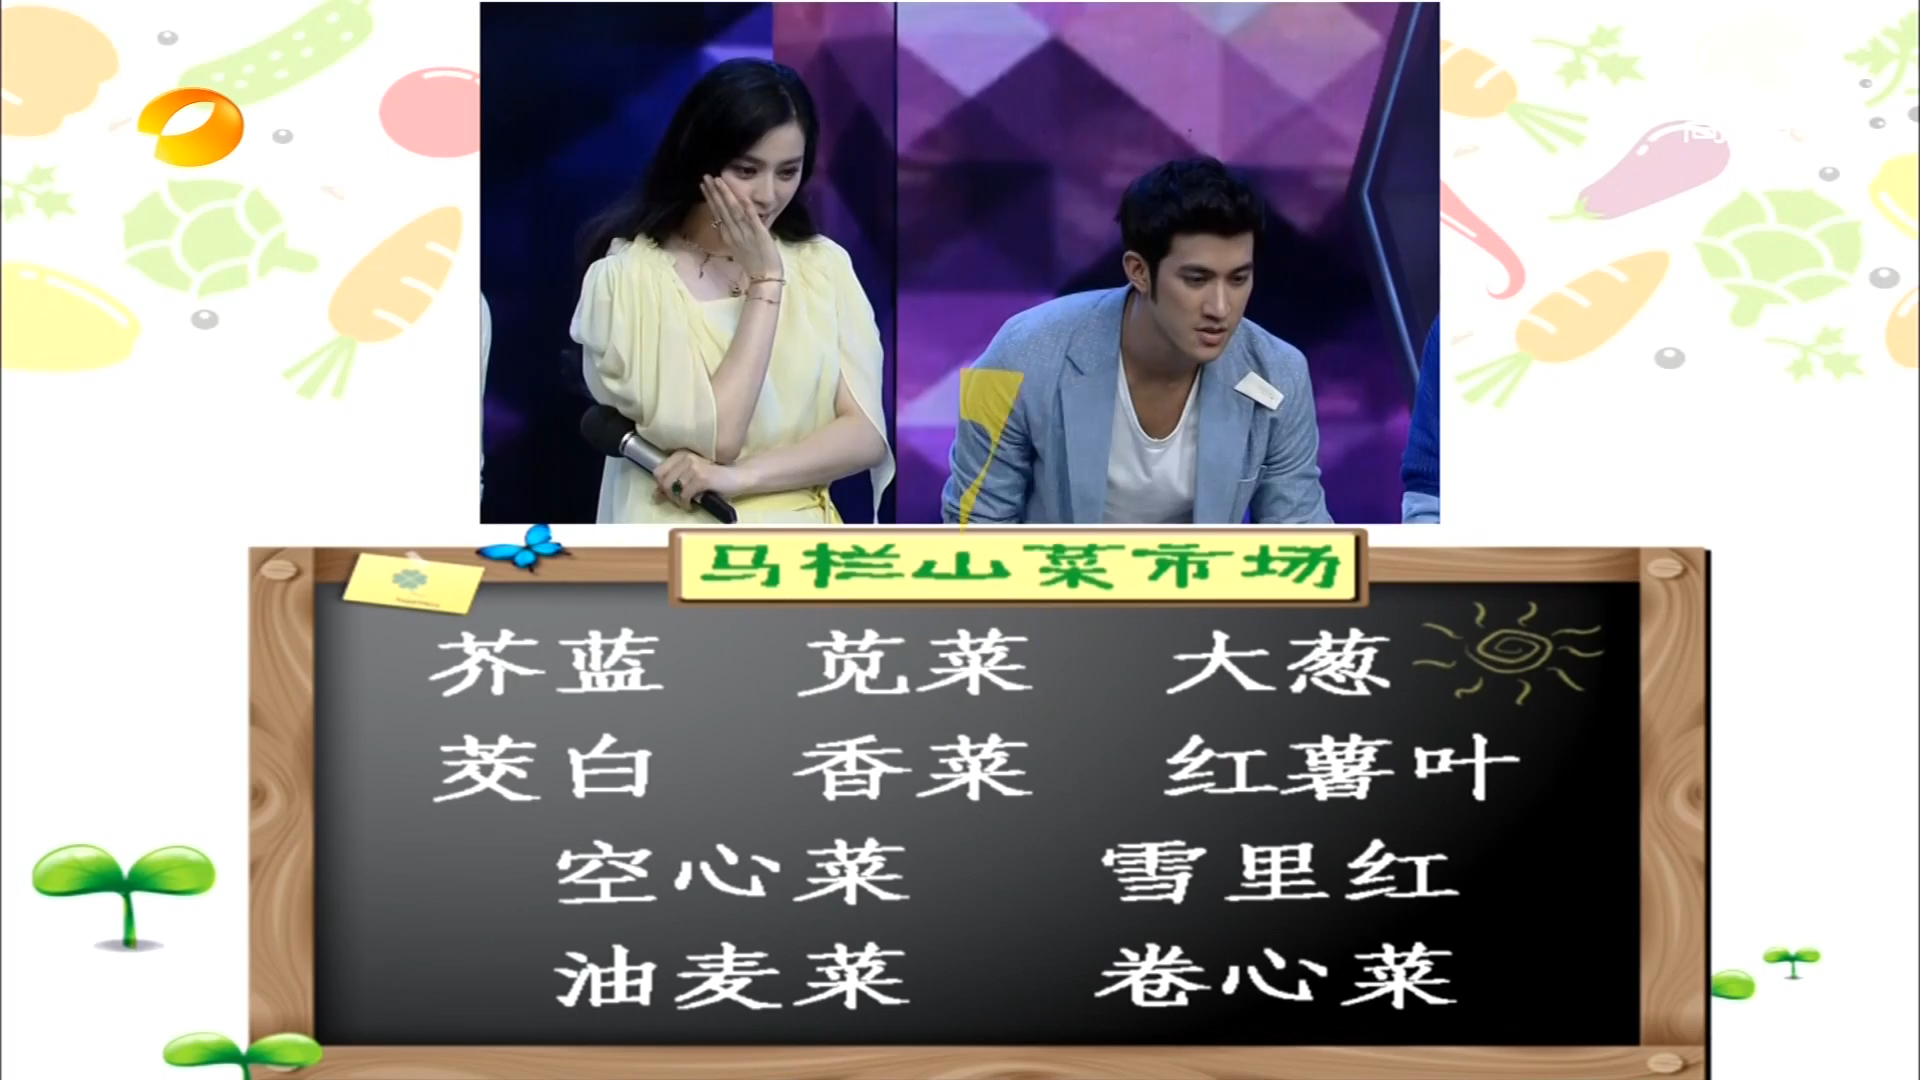 马栏山菜市场
芥蓝 苋菜 大葱
茭白 香菜 红薯叶
空心菜 雪里红
油麦菜 卷心菜